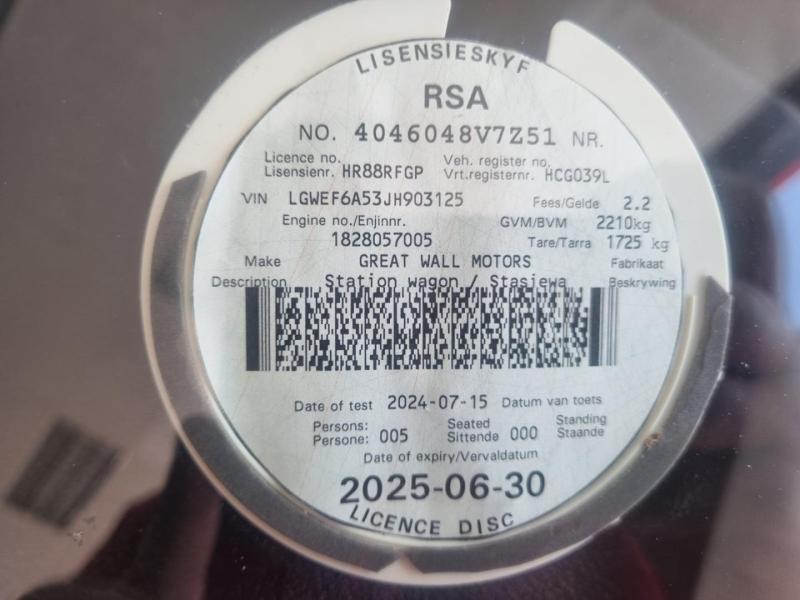 LISENSIESKYF
RSA
NO. 4046048V7Z51 NR.
Licence no. Veh. register no.
Lisensienr. HR88RFGP Vrt.registernr. HCG039L
VIN LGWEF6A53JH903125 Fees/Gelde 2.2
Engine no./Enjinnr. GVM/BVM 2210kg
1828057005 Tare/Tarra 1725 kg
Make GREAT WALL MOTORS Fabrikaat
Description Station wagon / Stasiewa Beskrywing
Date of test 2024-07-15 Datum van toets
Persons: Seated Standing
Persone: 005 Sittende 000 Staande
Date of expiry/Vervaldatum
2025-06-30
LICENCE DISC